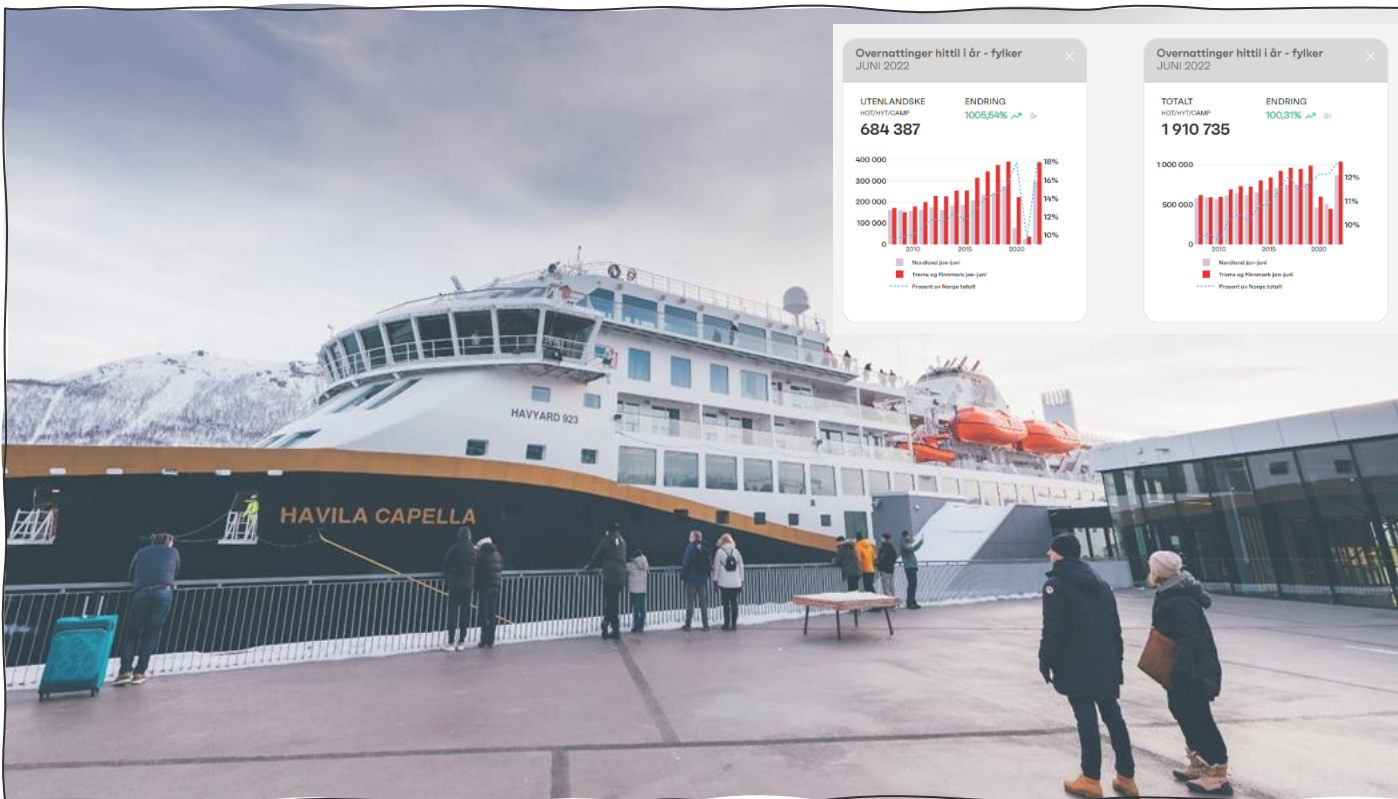 Overnattinger hittil i år - fylker
JUNI 2022
UTENLANDSKE
HOT/HYT/CAMP
684 387
ENDRING
1005,54% år
400 000
300 000
200 000
100 000
0
18%
16%
14%
12%
10%
2010 2015 2020
Nordland jan-juni
Troms og Finnmark jan-juni
Prosent av Norge totalt
Overnattinger hittil i år - fylker
JUNI 2022
TOTALT
HOT/HYT/CAMP
1 910 735
ENDRING
100,31% år
1 000 000
500 000
0
12%
11%
10%
2010 2015 2020
Nordland jan-juni
Troms og Finnmark jan-juni
Prosent av Norge totalt
HAVYARD 923
HAVILA CAPELLA